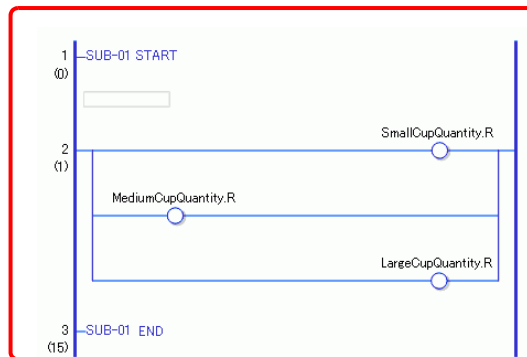 1 SUB-01 START
(0)
SmallCupQuantity.R
2
(1)
MediumCupQuantity.R
LargeCupQuantity.R
3 SUB-01 END
(15)